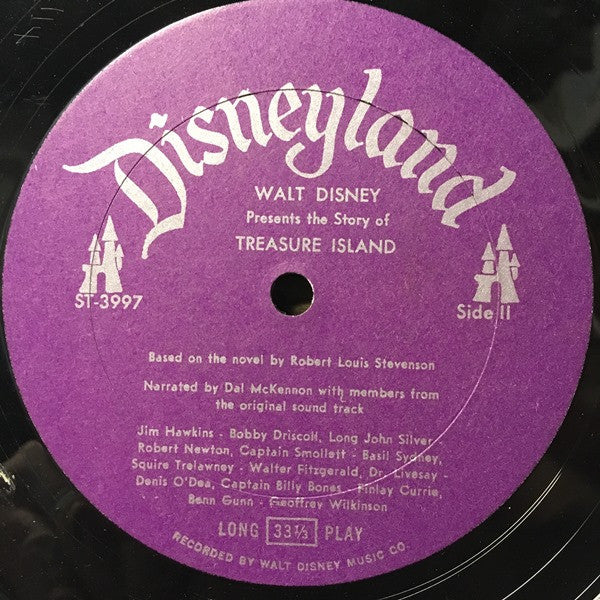 Disneyland
WALT DISNEY
Presents the Story of
TREASURE ISLAND
ST-3997
Side II
Based on the novel by Robert Louis Stevenson
Narrated by Dal McKennon with members from
the original sound track
Jim Hawkins - Bobby Driscoll, Long John Silver -
Robert Newton, Captain Smollett - Basil Sydney,
Squire Trelawney - Walter Fitzgerald, Dr. Livesay -
Denis O'Dea, Captain Billy Bones - Finlay Currie,
Benn Gunn - Geoffrey Wilkinson
LONG 33⅓ PLAY
RECORDED BY WALT DISNEY MUSIC CO.